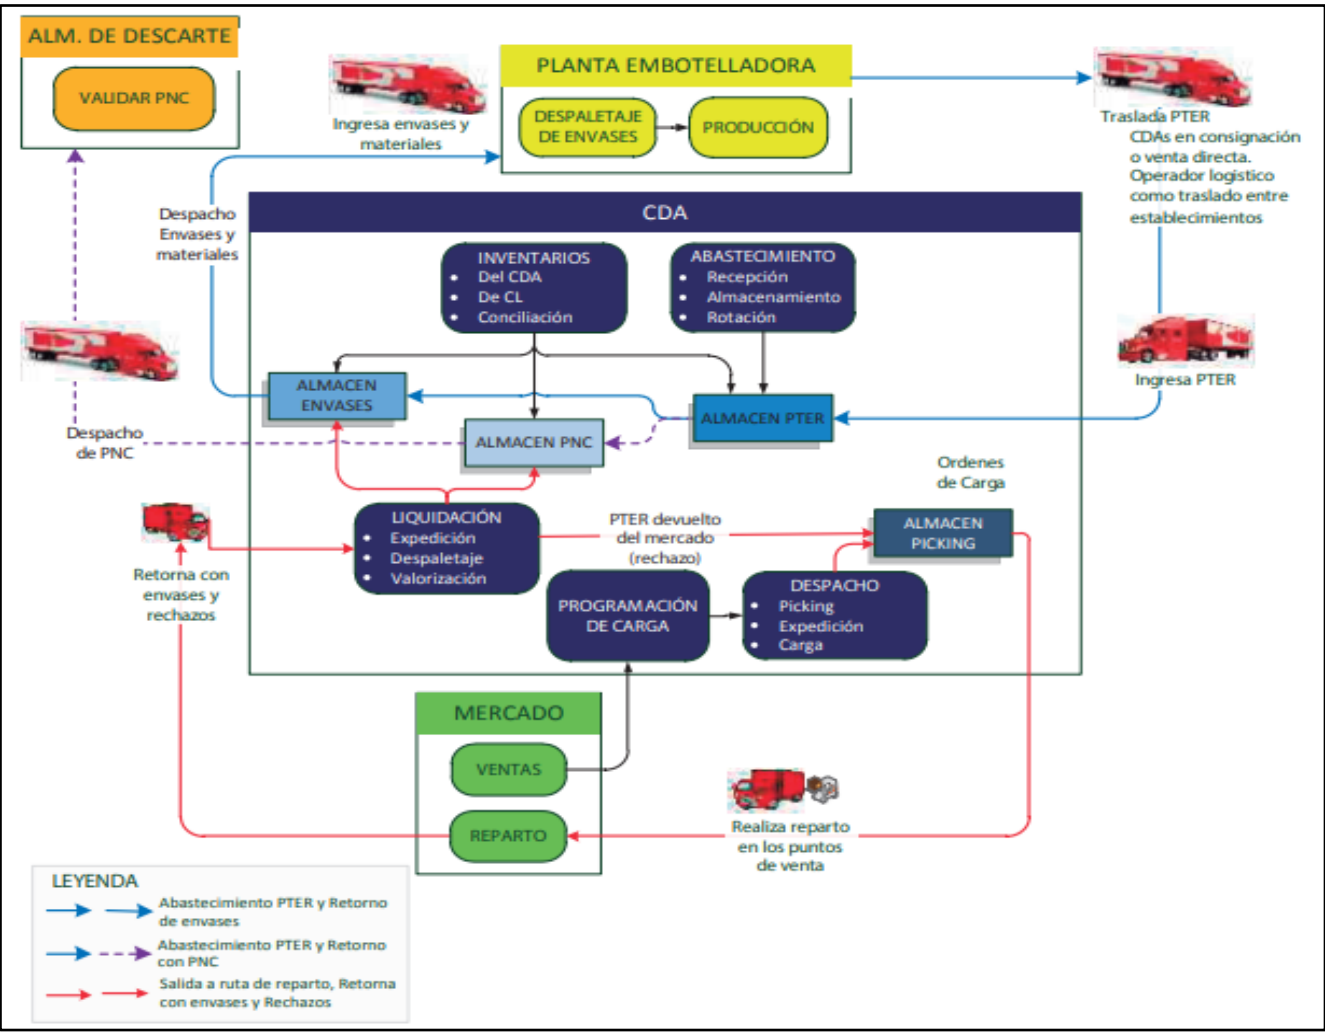 ALM. DE DESCARTE
VALIDAR PNC
Ingresa envases y
materiales
PLANTA EMBOTELLADORA
DESPALETAJE
DE ENVASES
PRODUCCIÓN
Traslada PTER
CDAs en consignación
o venta directa.
Operador logístico
como traslado entre
establecimientos
Despacho
Envases y
materiales
CDA
INVENTARIOS
• Del CDA
• De CL
• Conciliación
ABASTECIMIENTO
• Recepción
• Almacenamiento
• Rotación
Ingresa PTER
ALMACEN
ENVASES
ALMACEN PTER
ALMACEN PNC
Despacho
de PNC
Ordenes
de Carga
LIQUIDACIÓN
• Expedición
• Despaletaje
• Valorización
PTER devuelto
del mercado
(rechazo)
ALMACEN
PICKING
Retorna con
envases y
rechazos
PROGRAMACIÓN
DE CARGA
DESPACHO
• Picking
• Expedición
• Carga
MERCADO
VENTAS
REPARTO
Realiza reparto
en los puntos
de venta
LEYENDA
Abastecimiento PTER y Retorno
de envases
Abastecimiento PTER y Retorno
con PNC
Salida a ruta de reparto, Retorna
con envases y Rechazos